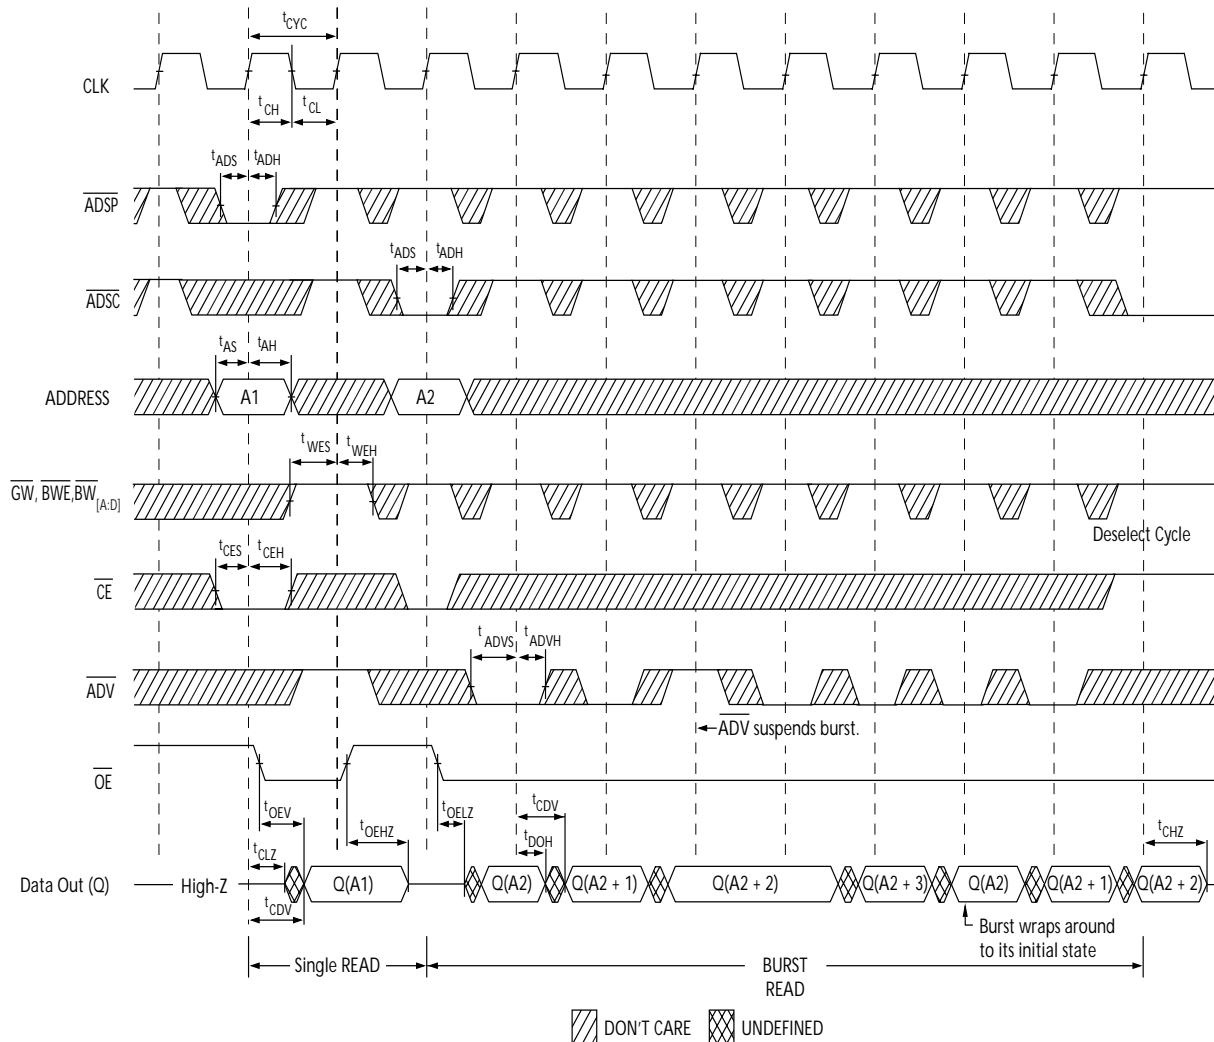 tCYC
CLK
tCH
tCL
tADS
tADH
ADSP
tADS
tADH
ADSC
tAS
tAH
ADDRESS
A1
A2
tWES
tWEH
GW, BWE,BW[A:D]
Deselect Cycle
tCES
tCEH
CE
tADVS
tADVH
ADV
ADV suspends burst.
OE
tOEV
tOEHZ
tOELZ
tCDV
tDOH
tCLZ
tCHZ
Data Out (Q)
High-Z
Q(A1)
Q(A2)
Q(A2 + 1)
Q(A2 + 2)
Q(A2 + 3)
Q(A2)
Q(A2 + 1)
Q(A2 + 2)
tCDV
Burst wraps around
to its initial state
Single READ
BURST
READ
DON'T CARE
UNDEFINED